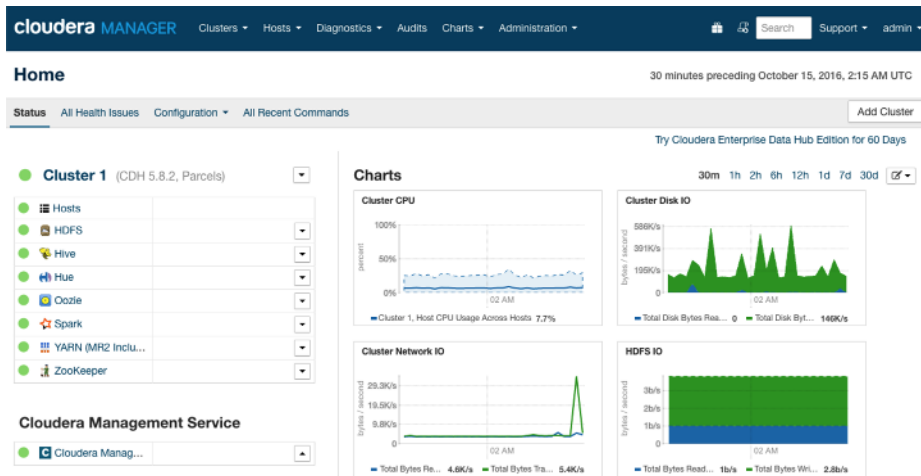 cloudera MANAGER Clusters Hosts Diagnostics Audits Charts Administration Search Support admin
Home 30 minutes preceding October 15, 2016, 2:15 AM UTC
Status All Health Issues Configuration All Recent Commands Add Cluster
Try Cloudera Enterprise Data Hub Edition for 60 Days
Cluster 1 (CDH 5.8.2, Parcels)
Hosts
HDFS
Hive
Hue
Oozie
Spark
YARN (MR2 Inclu...
ZooKeeper
Cloudera Management Service
C Cloudera Manag...
Charts 30m 1h 2h 6h 12h 1d 7d 30d
Cluster CPU
percent
100%
50%
0%
02 AM
Cluster 1, Host CPU Usage Across Hosts 7.7%
Cluster Disk IO
bytes / second
586K/s
391K/s
195K/s
0
02 AM
Total Disk Bytes Rea... 0 Total Disk Byt... 146K/s
Cluster Network IO
bytes / second
29.3K/s
19.5K/s
9.8K/s
0
02 AM
Total Bytes Re... 4.6K/s Total Bytes Tra... 5.4K/s
HDFS IO
bytes / second
3b/s
2b/s
1b/s
0
02 AM
Total Bytes Read... 1b/s Total Bytes Wri... 2.8b/s